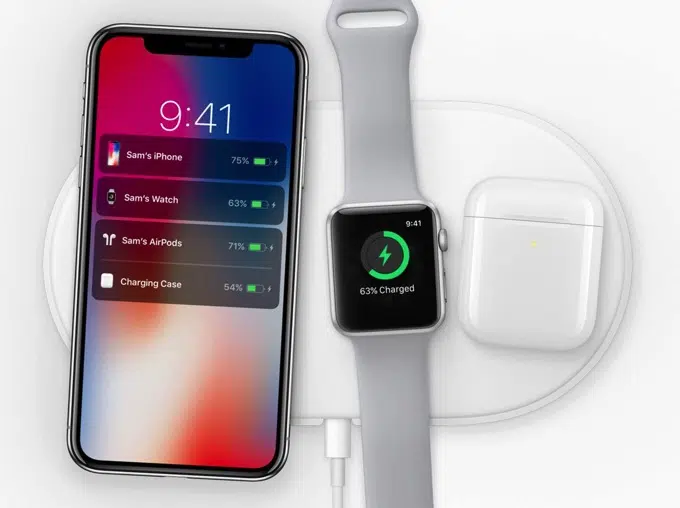 9:41
Sam's iPhone 75%
Sam's Watch 63%
Sam's AirPods 71%
Charging Case 54%
9:41
63% Charged